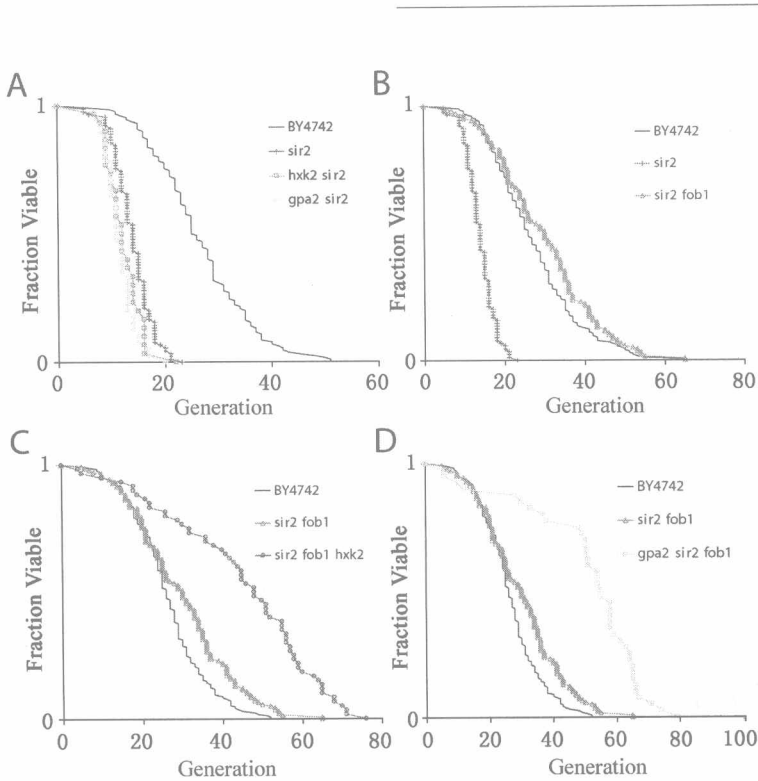 A
1
BY4742
sir2
hxk2 sir2
gpa2 sir2
Fraction Viable
0
0 20 40 60
Generation
B
1
BY4742
sir2
sir2 fob1
Fraction Viable
0
0 20 40 60 80
Generation
C
1
BY4742
sir2 fob1
sir2 fob1 hxk2
Fraction Viable
0
0 20 40 60 80
Generation
D
1
BY4742
sir2 fob1
gpa2 sir2 fob1
Fraction Viable
0
0 20 40 60 80 100
Generation